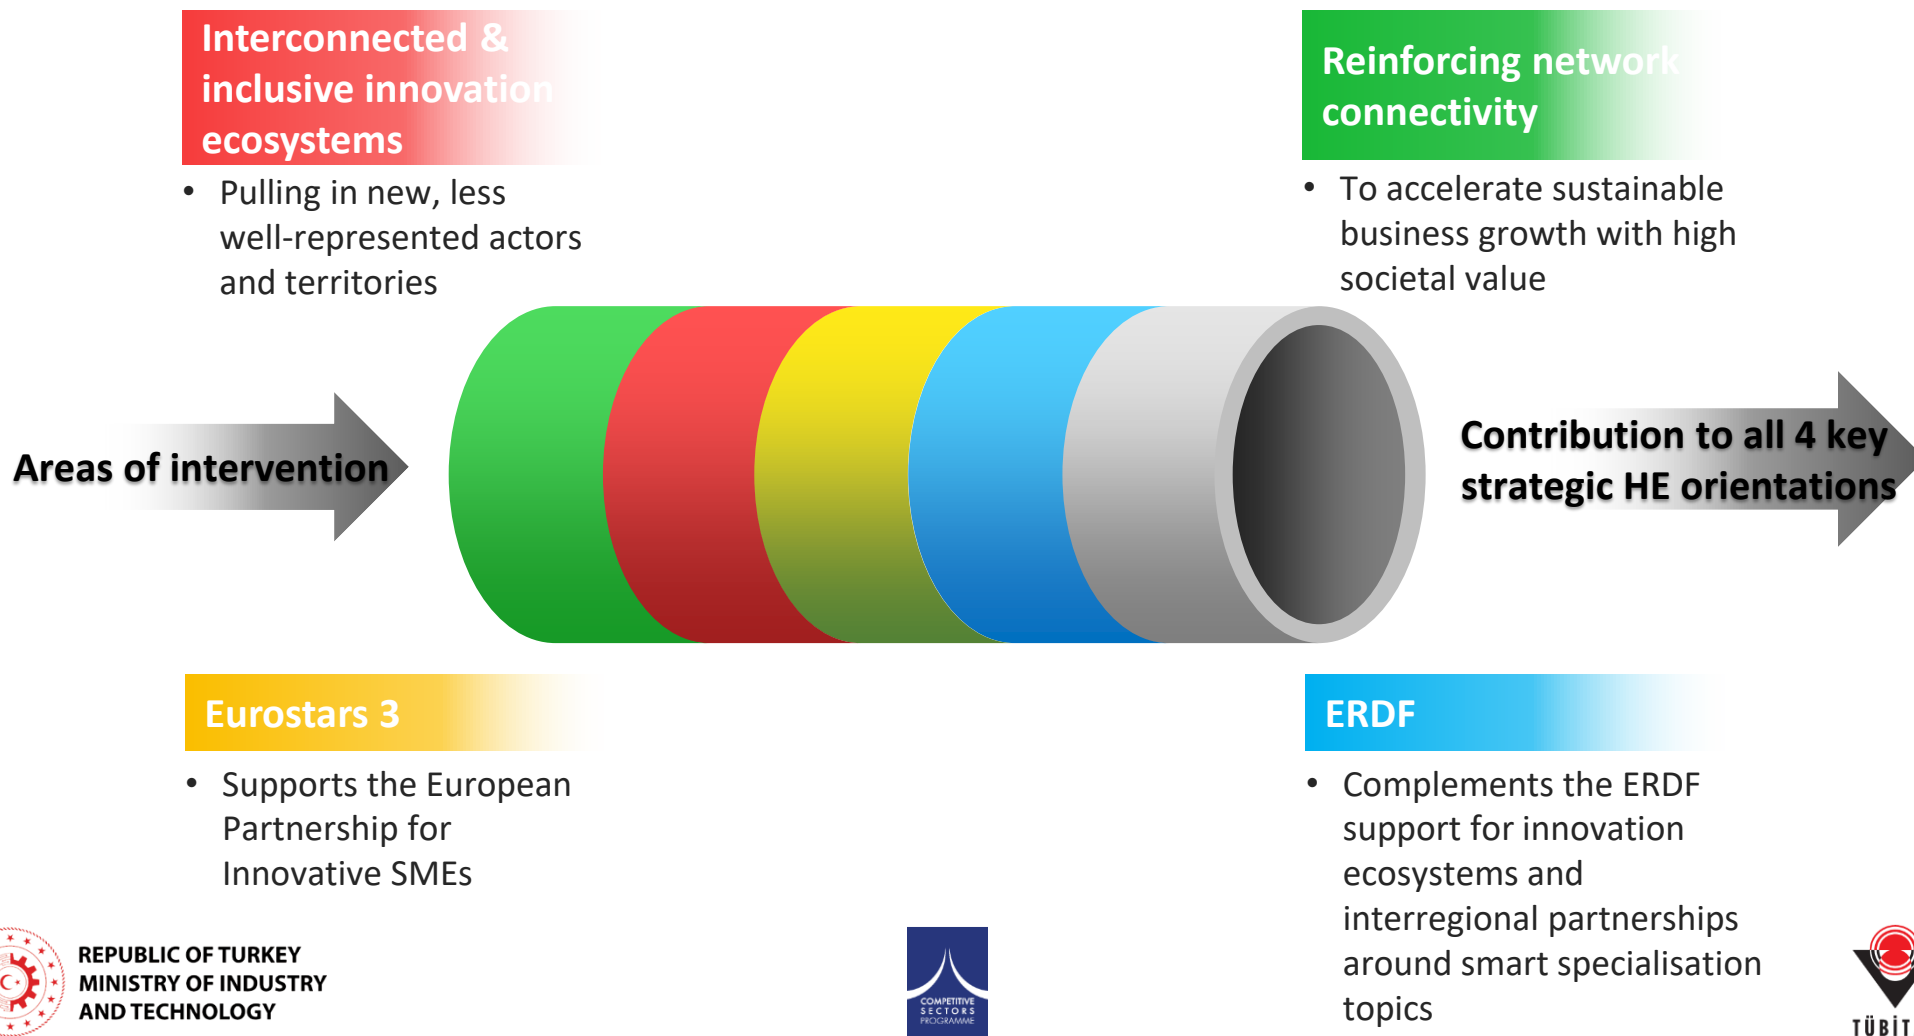 Interconnected &
inclusive innovation
ecosystems
• Pulling in new, less
well-represented actors
and territories
Reinforcing network
connectivity
• To accelerate sustainable
business growth with high
societal value
Areas of intervention
Contribution to all 4 key
strategic HE orientations
Eurostars 3
• Supports the European
Partnership for
Innovative SMEs
ERDF
• Complements the ERDF
support for innovation
ecosystems and
interregional partnerships
around smart specialisation
topics
REPUBLIC OF TURKEY
MINISTRY OF INDUSTRY
AND TECHNOLOGY
COMPETITIVE
SECTORS
PROGRAMME
TÜBİT